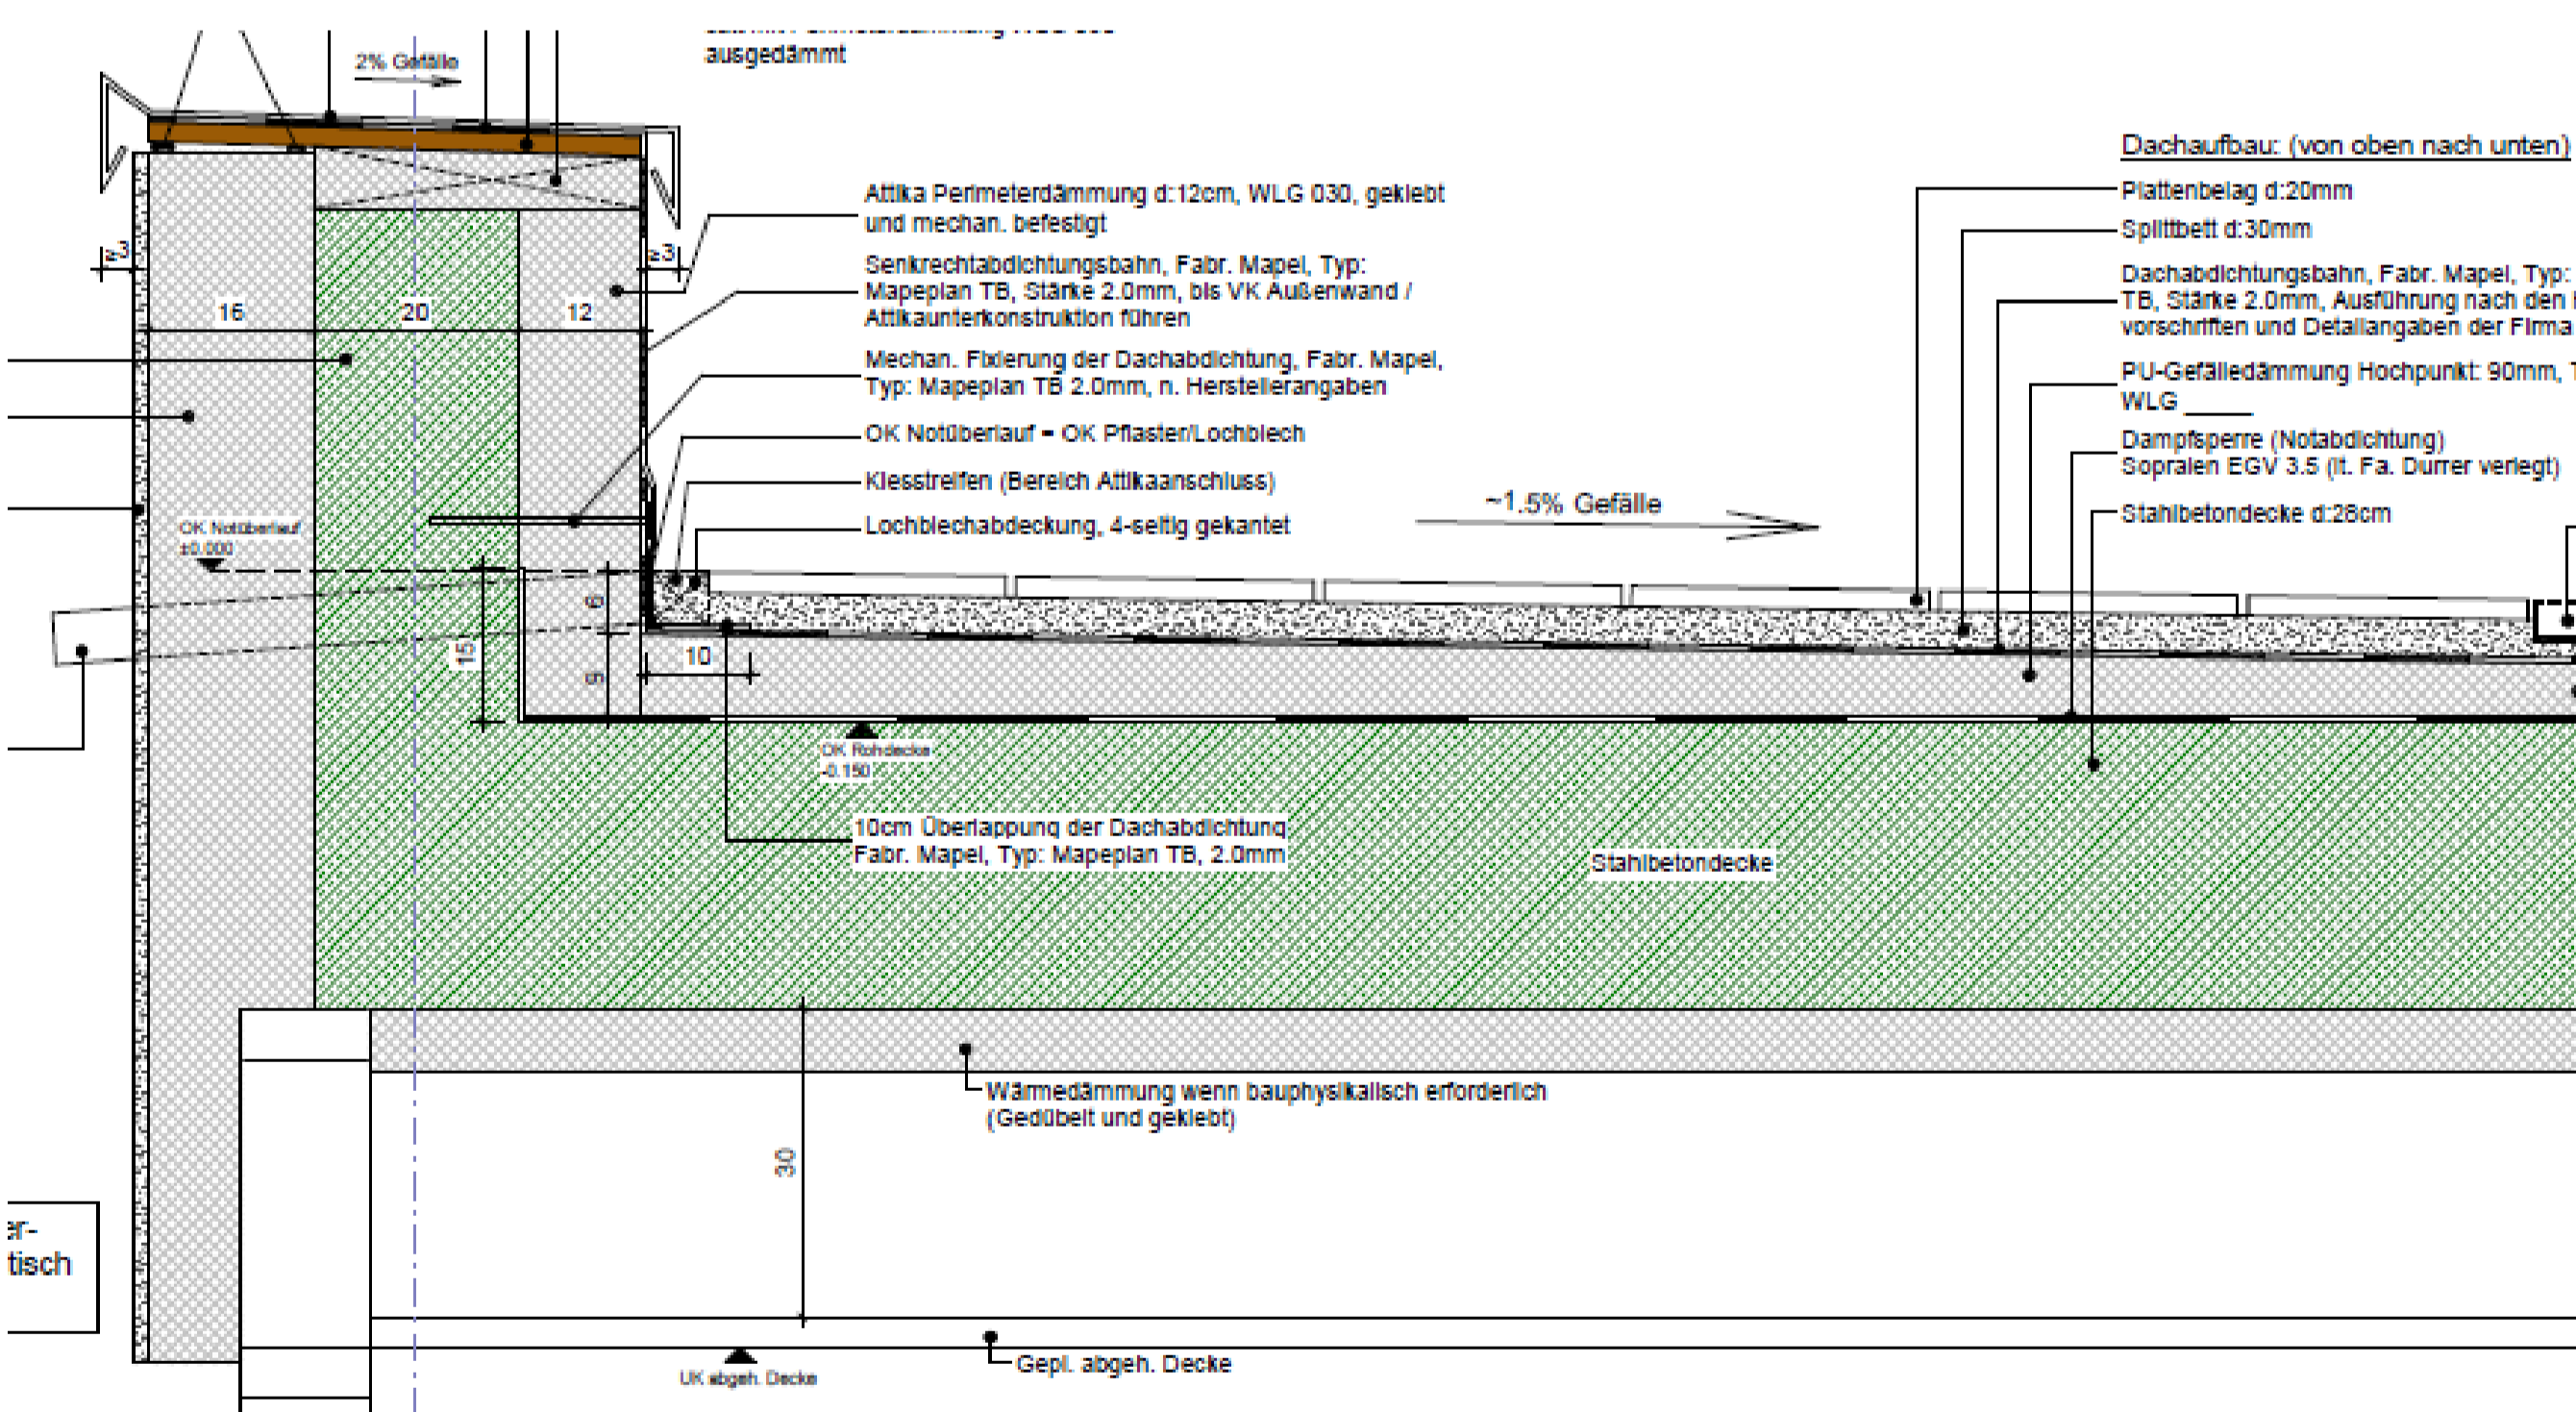 ausgedämmt
2% Gefälle
Attika Perimeterdämmung d:12cm, WLG 030, geklebt
und mechan. befestigt
Senkrechtabdichtungsbahn, Fabr. Mapei, Typ:
Mapeplan TB, Stärke 2.0mm, bis VK Außenwand /
Attikaunterkonstruktion führen
Mechan. Fixierung der Dachabdichtung, Fabr. Mapei,
Typ: Mapeplan TB 2.0mm, n. Herstellerangaben
OK Notüberlauf = OK Pflaster/Lochblech
Kiesstreifen (Bereich Attikaanschluss)
Lochblechabdeckung, 4-seitig gekantet
Dachaufbau: (von oben nach unten)
Plattenbelag d:20mm
Splittbett d:30mm
Dachabdichtungsbahn, Fabr. Mapei, Typ:
TB, Stärke 2.0mm, Ausführung nach den
vorschriften und Detailangaben der Firma
PU-Gefälledämmung Hochpunkt: 90mm, T
WLG _____
Dampfsperre (Notabdichtung)
Sopralen EGV 3.5 (lt. Fa. Durrer verlegt)
Stahlbetondecke d:28cm
~1.5% Gefälle
≥3
≥3
16
20
12
OK Notüberlauf
±0.000
6
15
9
10
OK Rohdecke
-0.150
10cm Überlappung der Dachabdichtung
Fabr. Mapei, Typ: Mapeplan TB, 2.0mm
Stahlbetondecke
Wärmedämmung wenn bauphysikalisch erforderlich
(Gedübelt und geklebt)
30
er-
tisch
Gepl. abgeh. Decke
UK abgeh. Decke